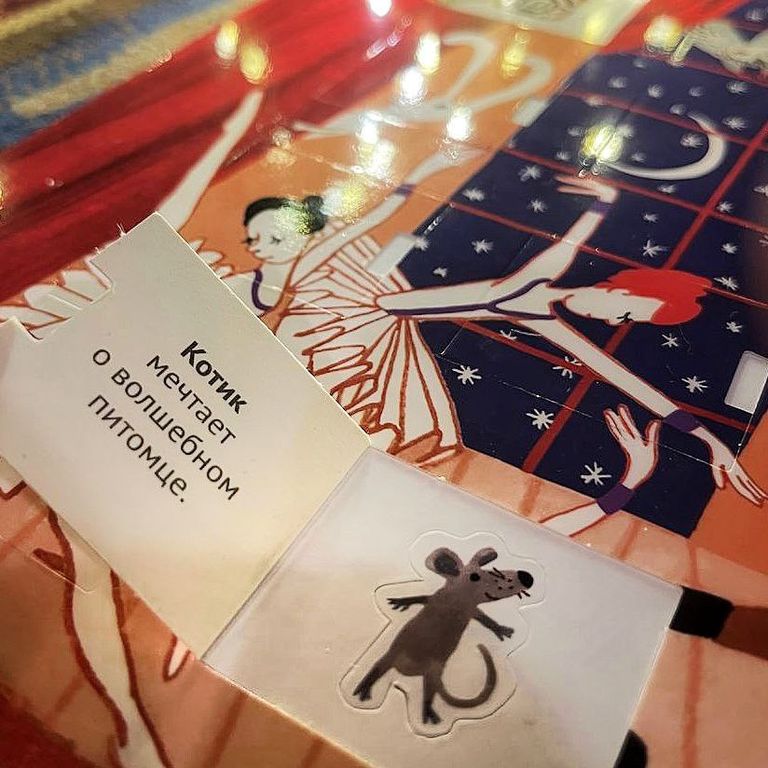 Котик
мечтает
о волшебном
питомце.